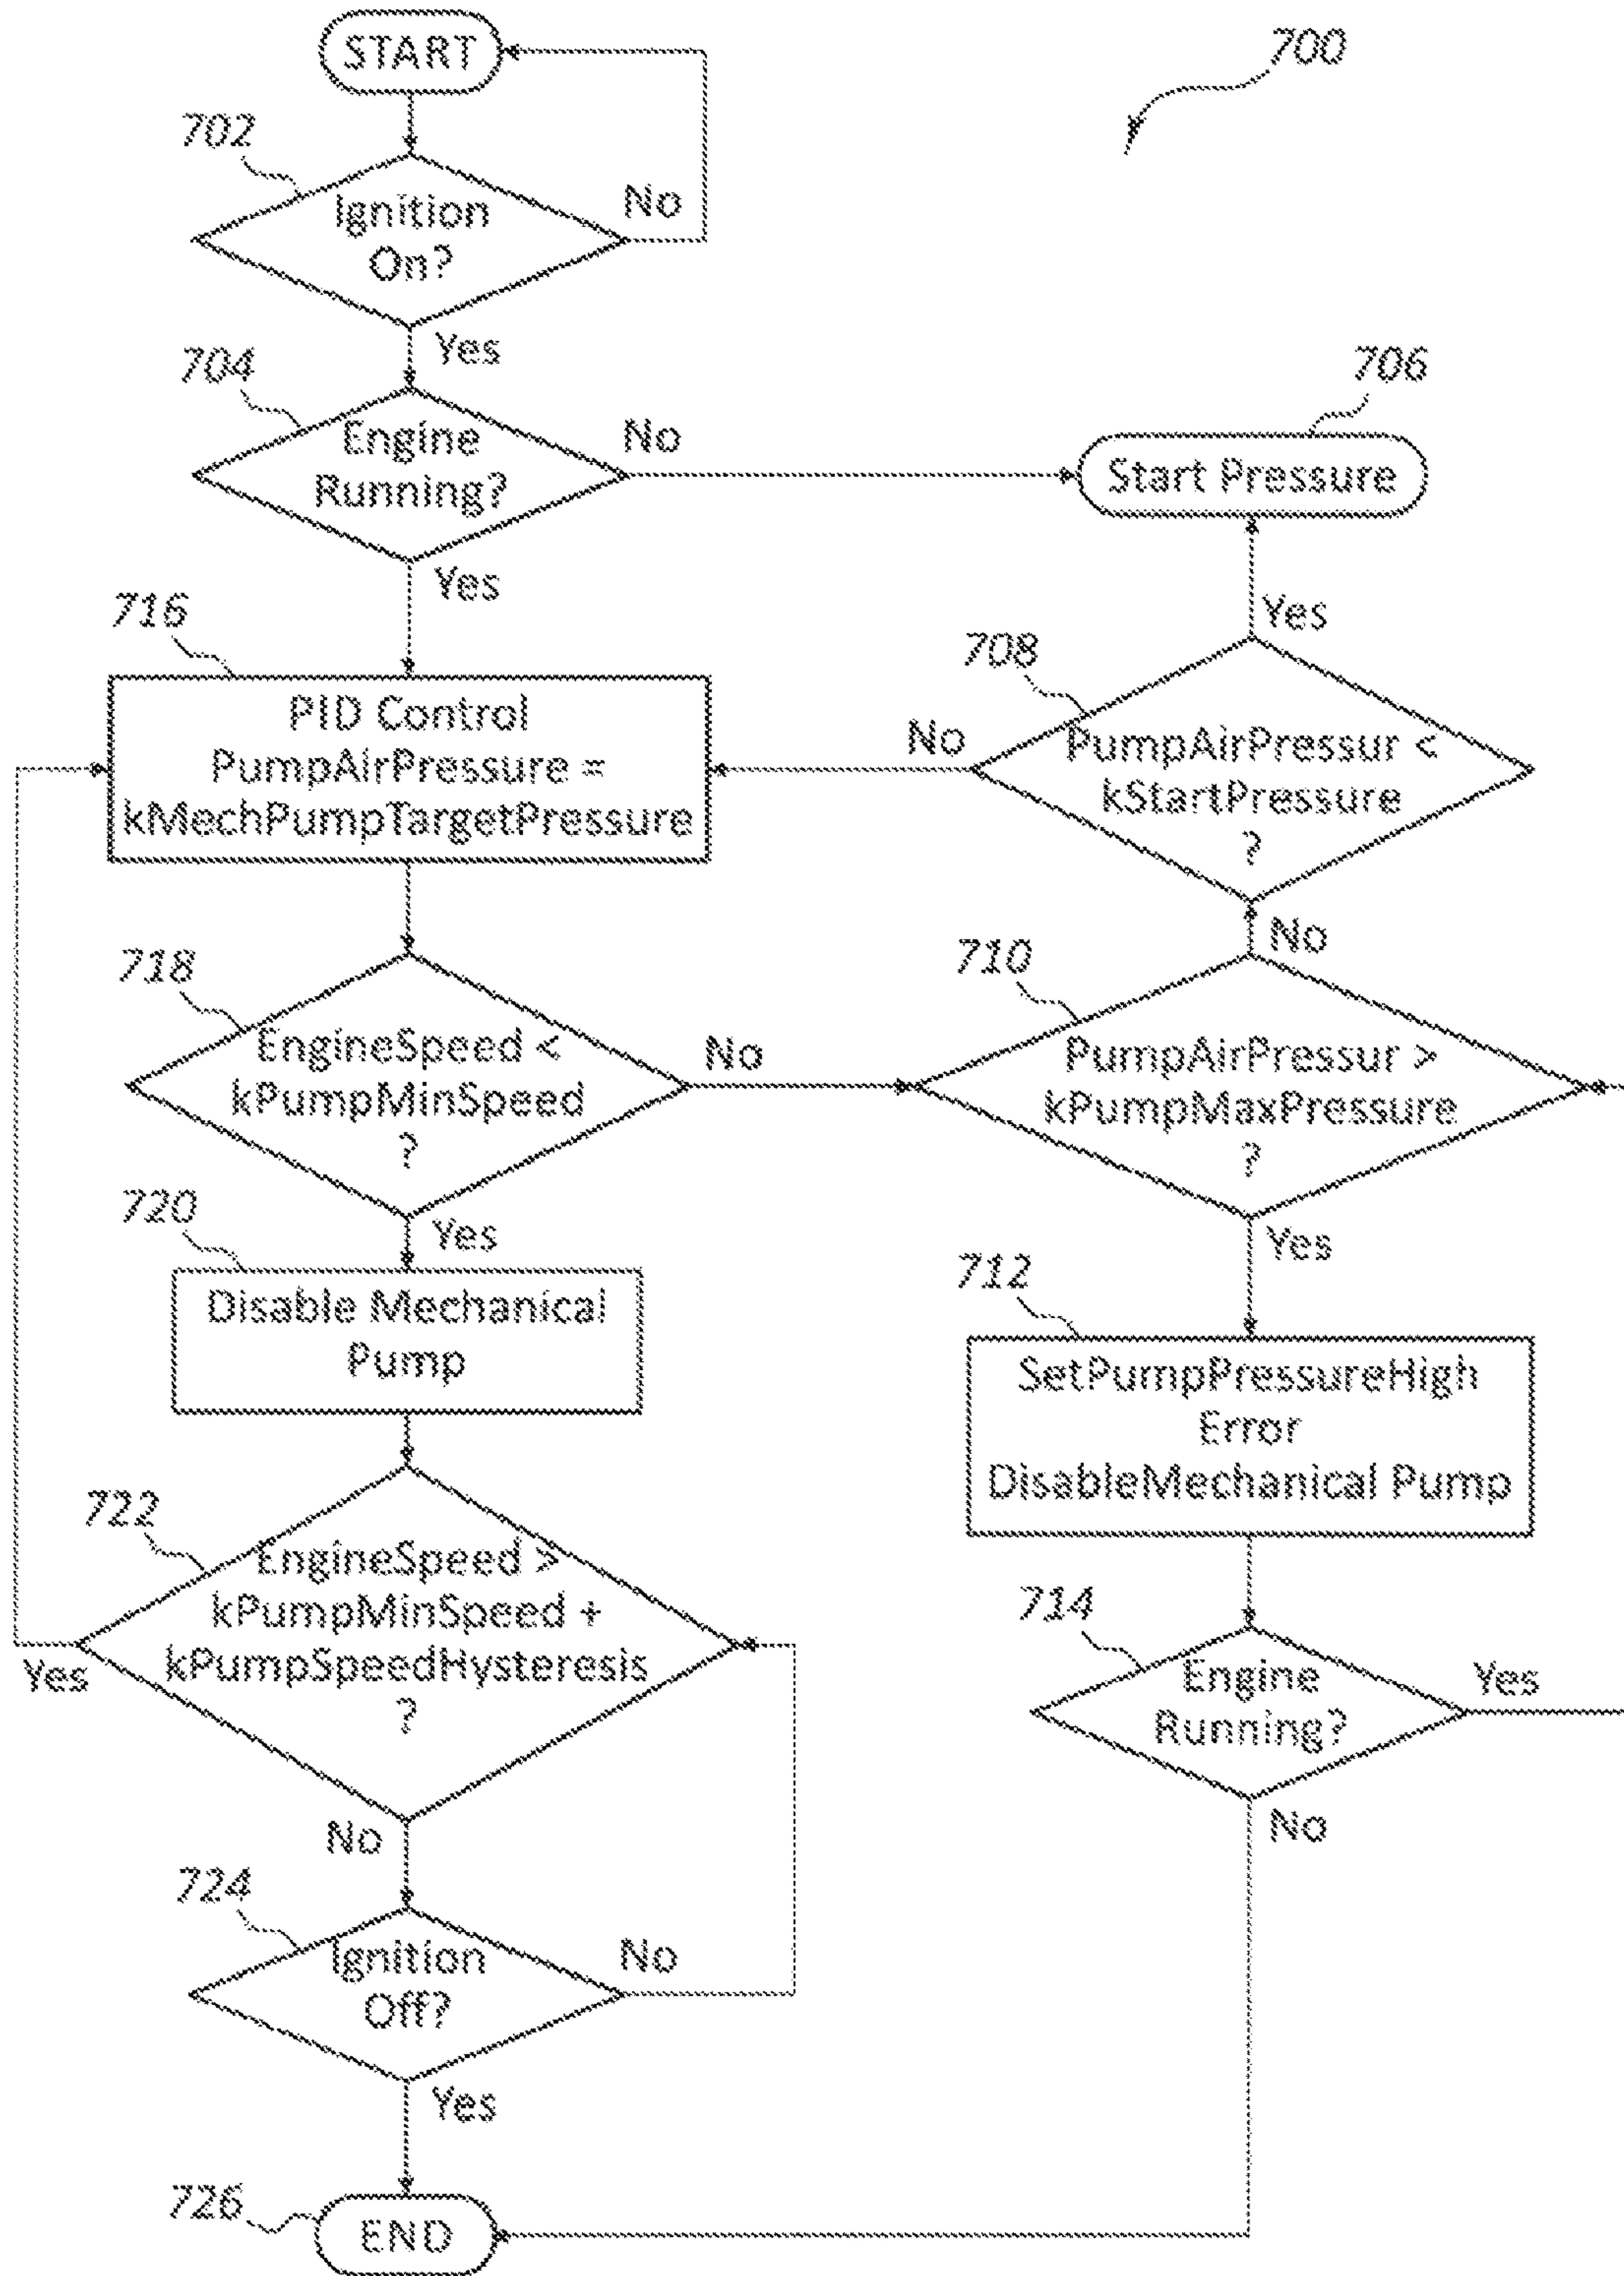 START
700
702
Ignition
On?
No
Yes
704
Engine
Running?
No
Yes
706
Start Pressure
716
PID Control
PumpAirPressure =
kMechPumpTargetPressure
708
Yes
No
PumpAirPressur <
kStartPressure
?
718
EngineSpeed <
kPumpMinSpeed
?
No
Yes
710
No
PumpAirPressur >
kPumpMaxPressure
?
Yes
720
Disable Mechanical
Pump
712
SetPumpPressureHigh
Error
DisableMechanical Pump
722
EngineSpeed >
kPumpMinSpeed +
kPumpSpeedHysteresis
?
Yes
No
714
Engine
Running?
Yes
No
724
Ignition
Off?
No
Yes
726
END